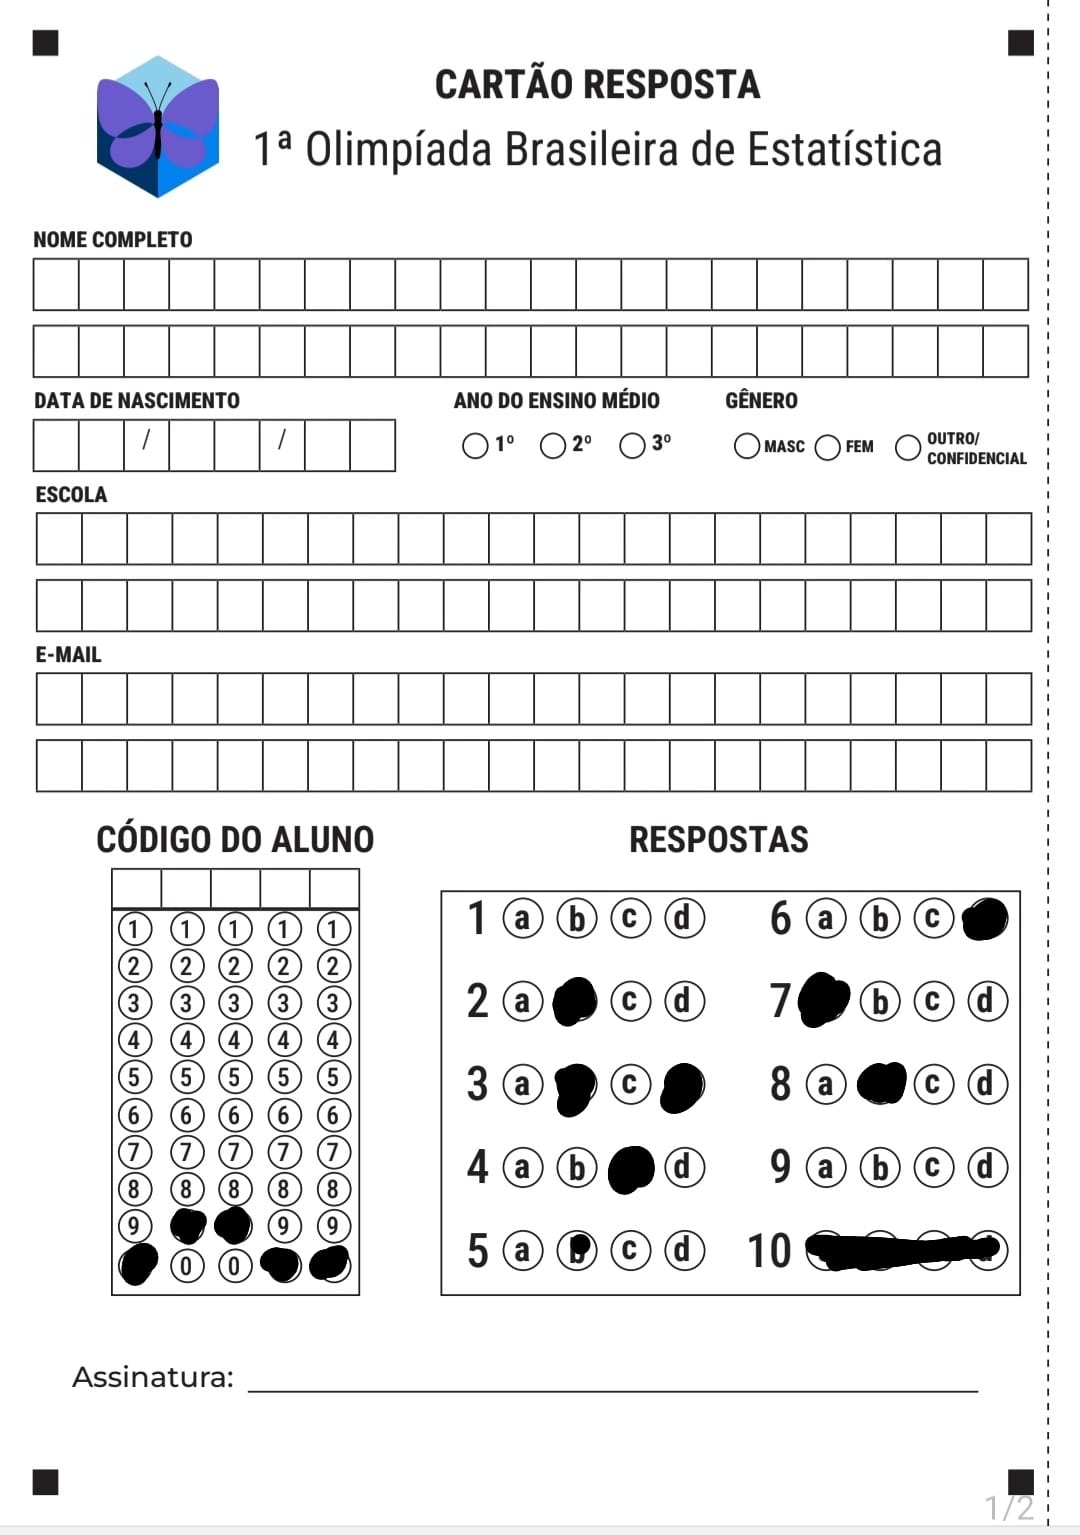 CARTÃO RESPOSTA
1ª Olimpíada Brasileira de Estatística
NOME COMPLETO
DATA DE NASCIMENTO
/ /
ANO DO ENSINO MÉDIO
1º 2º 3º
GÊNERO
MASC FEM OUTRO/
CONFIDENCIAL
ESCOLA
E-MAIL
CÓDIGO DO ALUNO
1 1 1 1 1
2 2 2 2 2
3 3 3 3 3
4 4 4 4 4
5 5 5 5 5
6 6 6 6 6
7 7 7 7 7
8 8 8 8 8
9 9 9
0 0
RESPOSTAS
1 a b c d
2 a c d
3 a c
4 a b d
5 a b c d
6 a b c
7 b c d
8 a c d
9 a b c d
10
Assinatura:
1/2